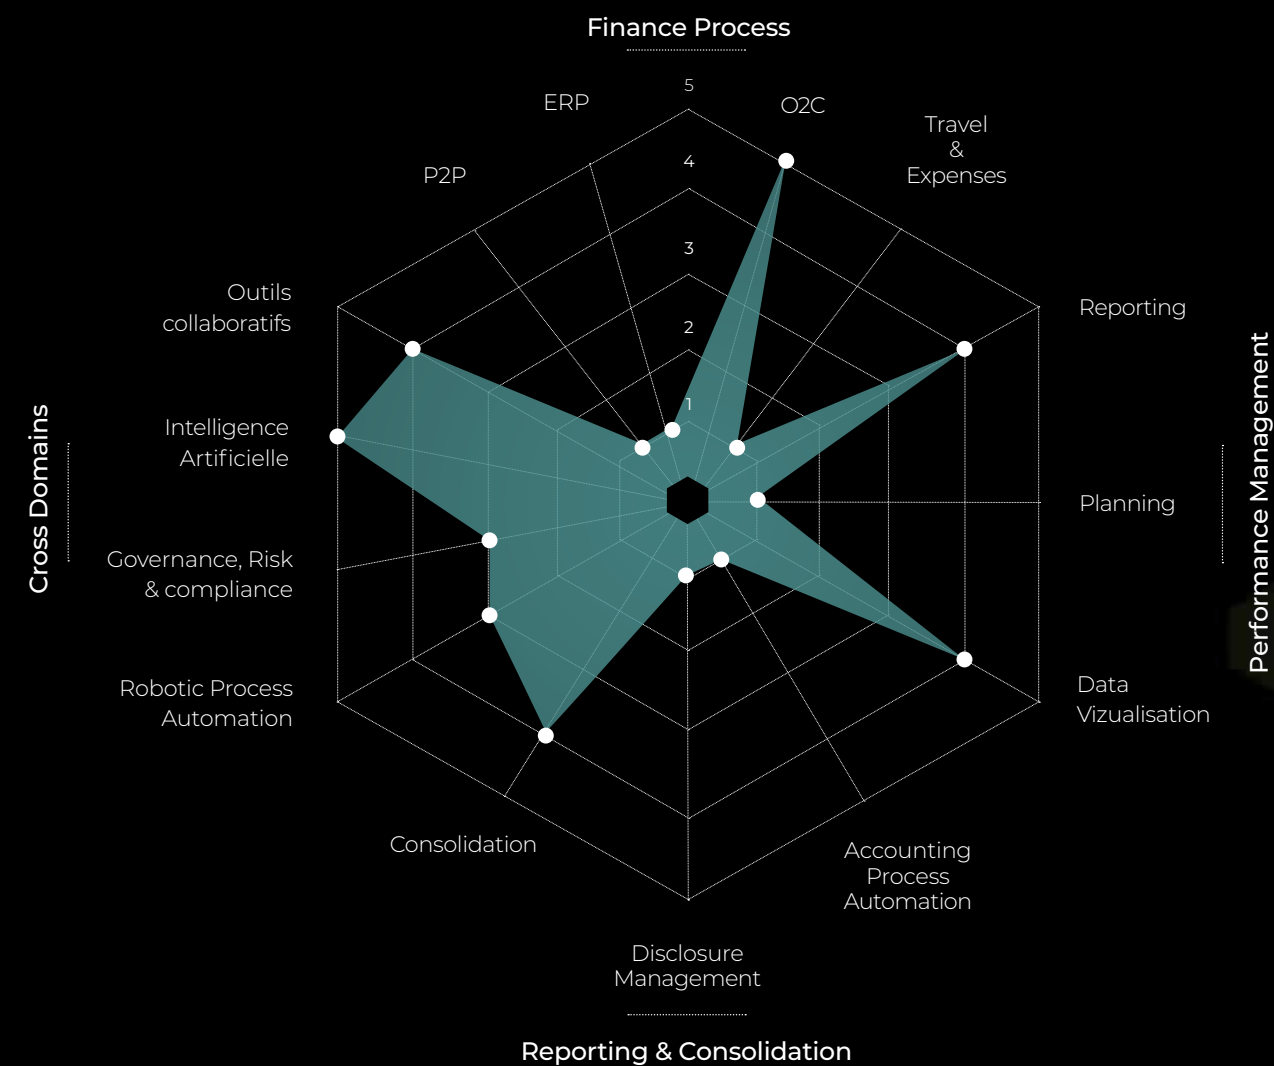 Finance Process
5
ERP
O2C
Travel
&
Expenses
4
P2P
3
Outils
collaboratifs
Reporting
2
1
Intelligence
Artificielle
Cross Domains
Performance Management
Planning
Governance, Risk
& compliance
Robotic Process
Automation
Data
Vizualisation
Consolidation
Accounting
Process
Automation
Disclosure
Management
Reporting & Consolidation